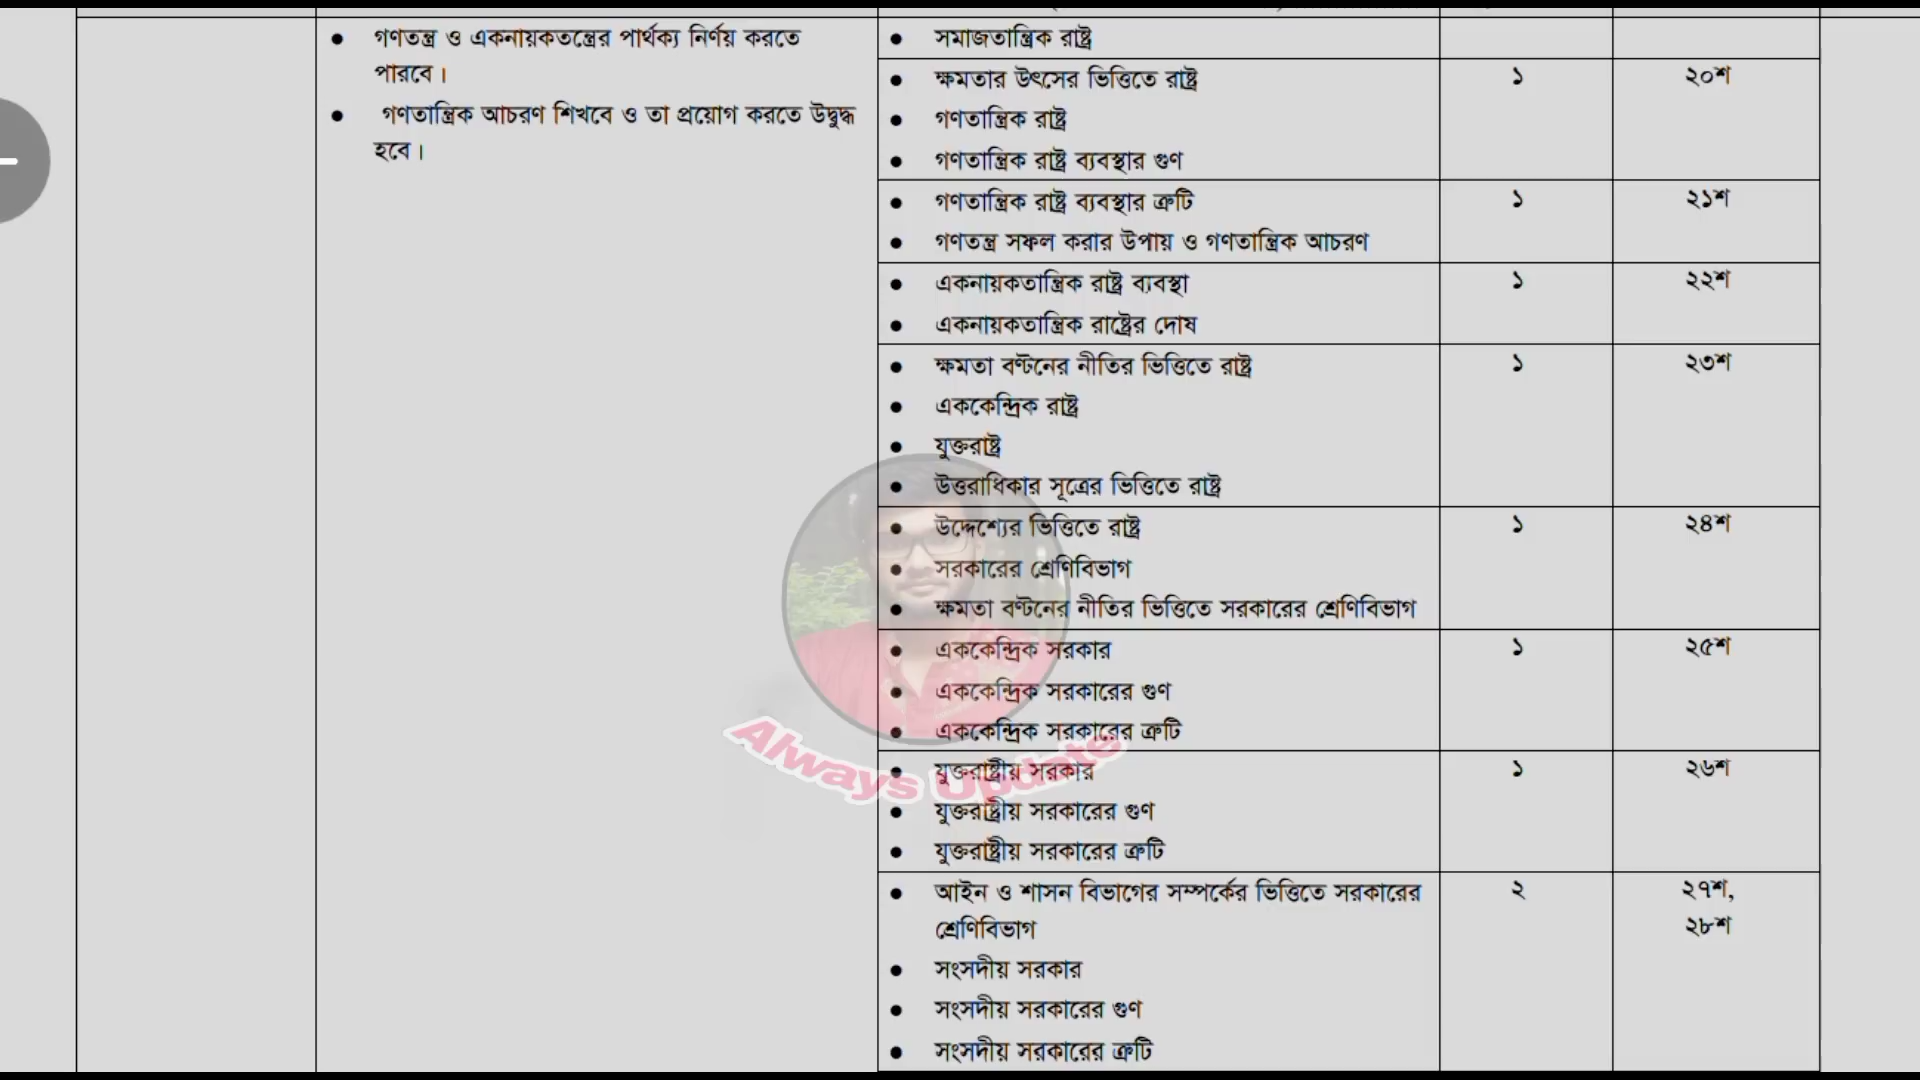 গণতন্ত্র ও একনায়কতন্ত্রের পার্থক্য নির্ণয় করতে
পারবে।
গণতান্ত্রিক আচরণ শিখবে ও তা প্রয়োগ করতে উদ্বুদ্ধ
হবে।
সমাজতান্ত্রিক রাষ্ট্র
ক্ষমতার উৎসের ভিত্তিতে রাষ্ট্র ১ ২০শ
গণতান্ত্রিক রাষ্ট্র
গণতান্ত্রিক রাষ্ট্র ব্যবস্থার গুণ
গণতান্ত্রিক রাষ্ট্র ব্যবস্থার ত্রুটি ১ ২১শ
গণতন্ত্র সফল করার উপায় ও গণতান্ত্রিক আচরণ
একনায়কতান্ত্রিক রাষ্ট্র ব্যবস্থা ১ ২২শ
একনায়কতান্ত্রিক রাষ্ট্রের দোষ
ক্ষমতা বণ্টনের নীতির ভিত্তিতে রাষ্ট্র ১ ২৩শ
এককেন্দ্রিক রাষ্ট্র
যুক্তরাষ্ট্র
উত্তরাধিকার সূত্রের ভিত্তিতে রাষ্ট্র
উদ্দেশ্যের ভিত্তিতে রাষ্ট্র ১ ২৪শ
সরকারের শ্রেণিবিভাগ
ক্ষমতা বণ্টনের নীতির ভিত্তিতে সরকারের শ্রেণিবিভাগ
এককেন্দ্রিক সরকার ১ ২৫শ
এককেন্দ্রিক সরকারের গুণ
এককেন্দ্রিক সরকারের ত্রুটি
যুক্তরাষ্ট্রীয় সরকার ১ ২৬শ
যুক্তরাষ্ট্রীয় সরকারের গুণ
যুক্তরাষ্ট্রীয় সরকারের ত্রুটি
আইন ও শাসন বিভাগের সম্পর্কের ভিত্তিতে সরকারের ২ ২৭শ,
শ্রেণিবিভাগ ২৮শ
সংসদীয় সরকার
সংসদীয় সরকারের গুণ
সংসদীয় সরকারের ত্রুটি
Always Update